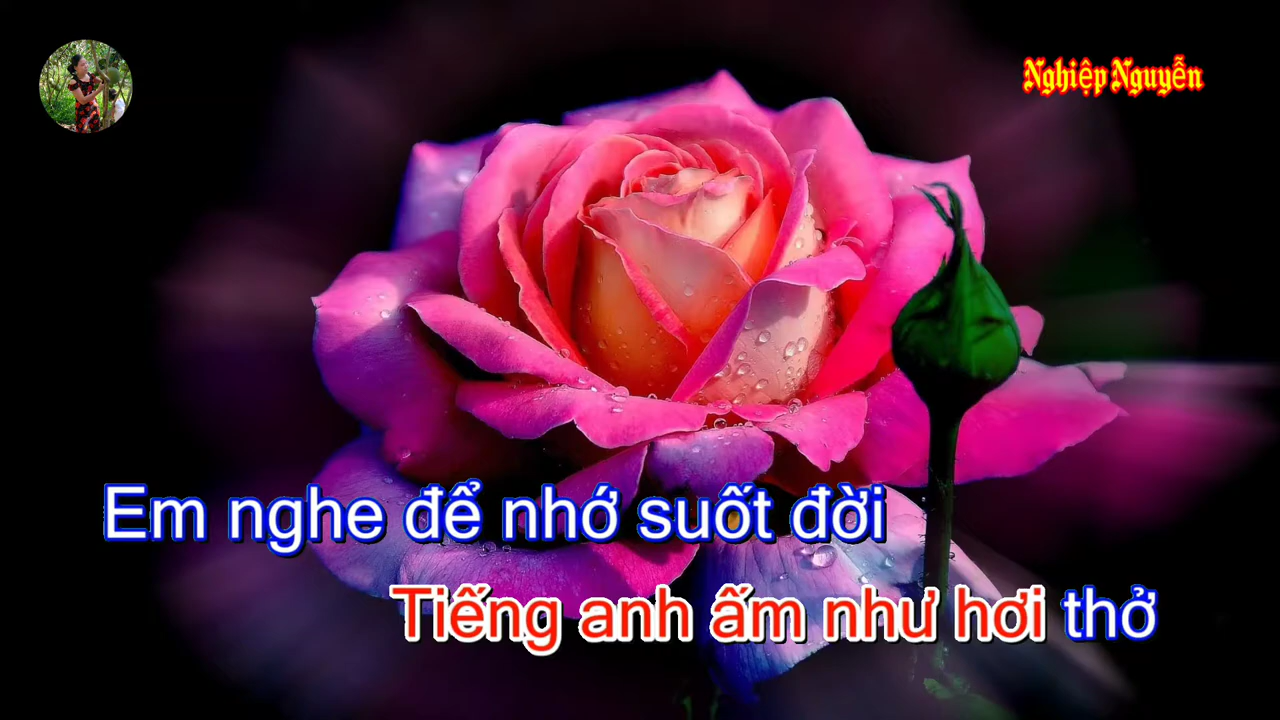 Nghiệp Nguyễn
Em nghe để nhớ suốt đời
Tiếng anh ấm như hơi thở